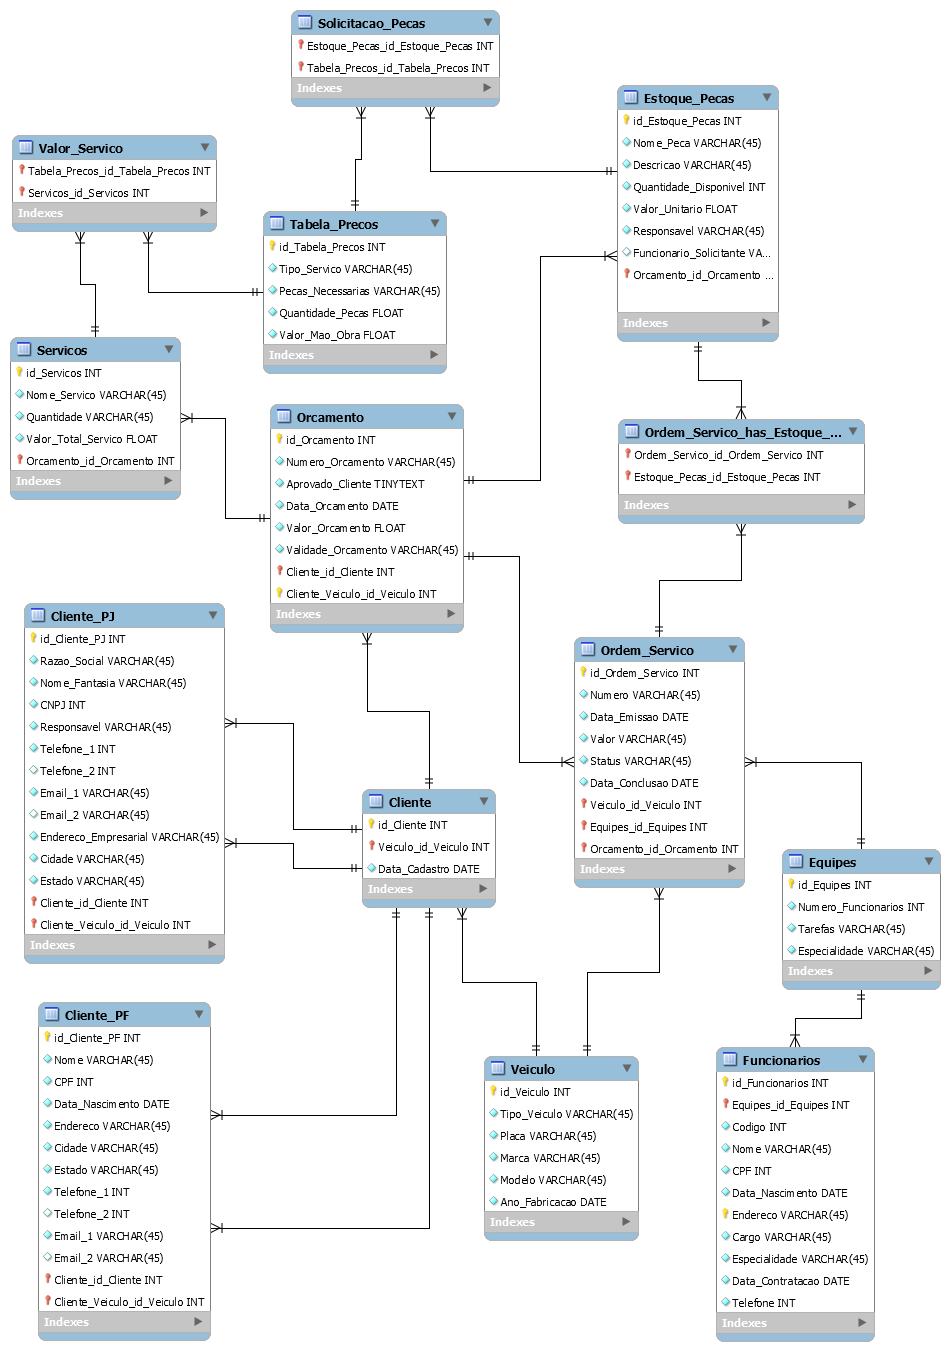 Solicitacao_Pecas
Estoque_Pecas_id_Estoque_Pecas INT
Tabela_Precos_id_Tabela_Precos INT
Indexes
Estoque_Pecas
id_Estoque_Pecas INT
Nome_Peca VARCHAR(45)
Descricao VARCHAR(45)
Quantidade_Disponivel INT
Valor_Unitario FLOAT
Responsavel VARCHAR(45)
Funcionario_Solicitante VA...
Orcamento_id_Orcamento ...
Indexes
Valor_Servico
Tabela_Precos_id_Tabela_Precos INT
Servicos_id_Servicos INT
Indexes
Tabela_Precos
id_Tabela_Precos INT
Tipo_Servico VARCHAR(45)
Pecas_Necessarias VARCHAR(45)
Quantidade_Pecas FLOAT
Valor_Mao_Obra FLOAT
Indexes
Servicos
id_Servicos INT
Nome_Servico VARCHAR(45)
Quantidade VARCHAR(45)
Valor_Total_Servico FLOAT
Orcamento_id_Orcamento INT
Indexes
Orcamento
id_Orcamento INT
Numero_Orcamento VARCHAR(45)
Aprovado_Cliente TINYTEXT
Data_Orcamento DATE
Valor_Orcamento FLOAT
Validade_Orcamento VARCHAR(45)
Cliente_id_Cliente INT
Cliente_Veiculo_id_Veiculo INT
Indexes
Ordem_Servico_has_Estoque_...
Ordem_Servico_id_Ordem_Servico INT
Estoque_Pecas_id_Estoque_Pecas INT
Indexes
Cliente_PJ
id_Cliente_PJ INT
Razao_Social VARCHAR(45)
Nome_Fantasia VARCHAR(45)
CNPJ INT
Responsavel VARCHAR(45)
Telefone_1 INT
Telefone_2 INT
Email_1 VARCHAR(45)
Email_2 VARCHAR(45)
Endereco_Empresarial VARCHAR(45)
Cidade VARCHAR(45)
Estado VARCHAR(45)
Cliente_id_Cliente INT
Cliente_Veiculo_id_Veiculo INT
Indexes
Ordem_Servico
id_Ordem_Servico INT
Numero VARCHAR(45)
Data_Emissao DATE
Valor VARCHAR(45)
Status VARCHAR(45)
Data_Conclusao DATE
Veiculo_id_Veiculo INT
Equipes_id_Equipes INT
Orcamento_id_Orcamento INT
Indexes
Cliente
id_Cliente INT
Veiculo_id_Veiculo INT
Data_Cadastro DATE
Indexes
Equipes
id_Equipes INT
Numero_Funcionarios INT
Tarefas VARCHAR(45)
Especialidade VARCHAR(45)
Indexes
Cliente_PF
id_Cliente_PF INT
Nome VARCHAR(45)
CPF INT
Data_Nascimento DATE
Endereco VARCHAR(45)
Cidade VARCHAR(45)
Estado VARCHAR(45)
Telefone_1 INT
Telefone_2 INT
Email_1 VARCHAR(45)
Email_2 VARCHAR(45)
Cliente_id_Cliente INT
Cliente_Veiculo_id_Veiculo INT
Indexes
Veiculo
id_Veiculo INT
Tipo_Veiculo VARCHAR(45)
Placa VARCHAR(45)
Marca VARCHAR(45)
Modelo VARCHAR(45)
Ano_Fabricacao DATE
Indexes
Funcionarios
id_Funcionarios INT
Equipes_id_Equipes INT
Codigo INT
Nome VARCHAR(45)
CPF INT
Data_Nascimento DATE
Endereco VARCHAR(45)
Cargo VARCHAR(45)
Especialidade VARCHAR(45)
Data_Contratacao DATE
Telefone INT
Indexes